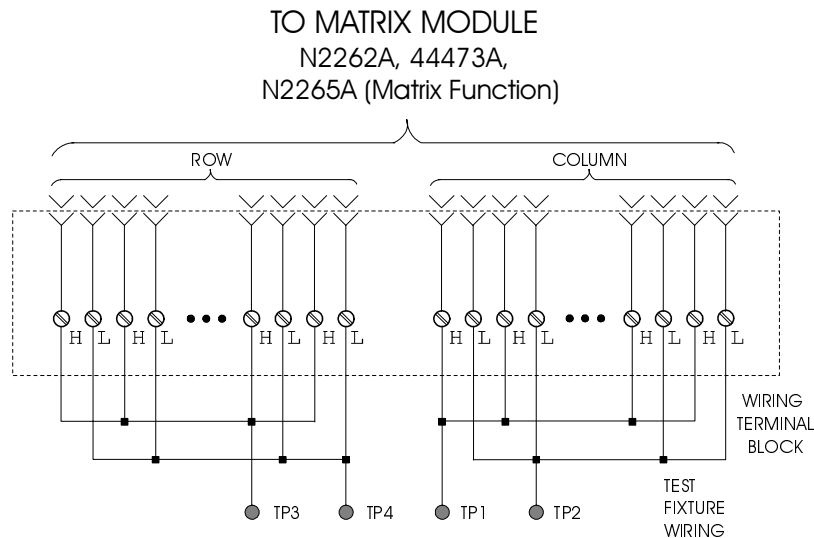 TO MATRIX MODULE
N2262A, 44473A,
N2265A (Matrix Function)
ROW COLUMN
H L H L H L H L H L H L H L H L
WIRING
TERMINAL
BLOCK
TEST
FIXTURE
WIRING
TP3 TP4 TP1 TP2